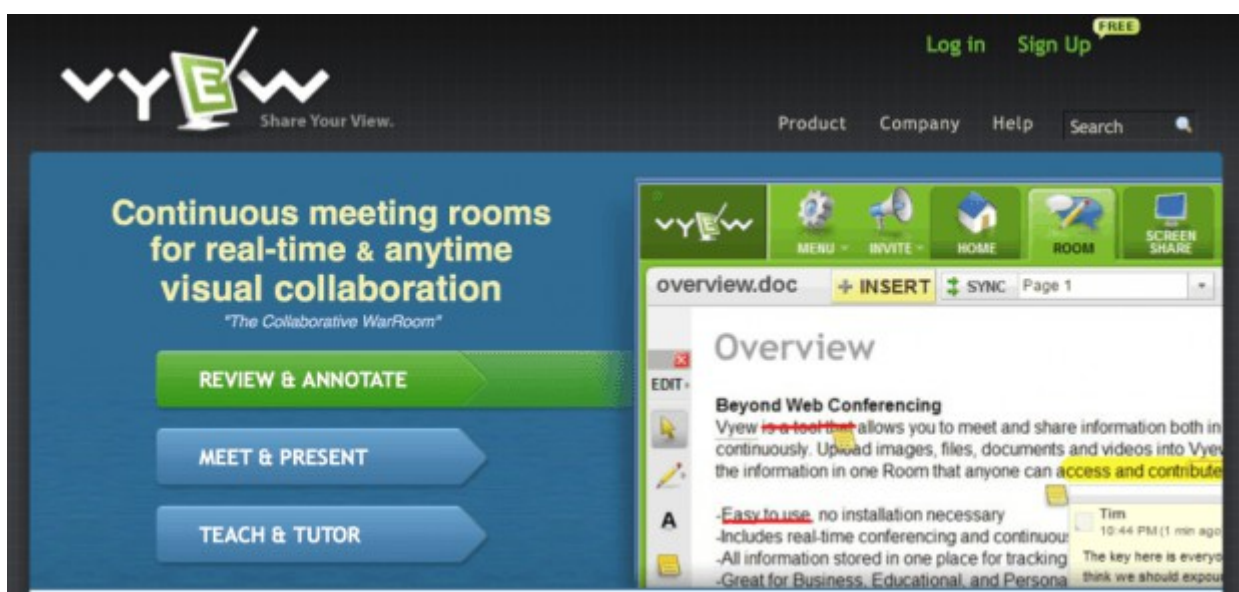 FREE
Log in Sign Up
VYEW
Share Your View.
Product Company Help Search
Continuous meeting rooms
for real-time & anytime
visual collaboration
"The Collaborative WarRoom"
REVIEW & ANNOTATE
MEET & PRESENT
TEACH & TUTOR
VYEW
MENU INVITE HOME ROOM SCREEN SHARE
overview.doc + INSERT SYNC Page 1
Overview
EDIT
Beyond Web Conferencing
Vyew is a tool that allows you to meet and share information both in
continuously. Upload images, files, documents and videos into Vyew
the information in one Room that anyone can access and contribute
A
-Easy to use, no installation necessary
-Includes real-time conferencing and continuou
-All information stored in one place for tracking
-Great for Business, Educational, and Persona
Tim
10:44 PM (1 min ago
The key here is everyo
think we should expou